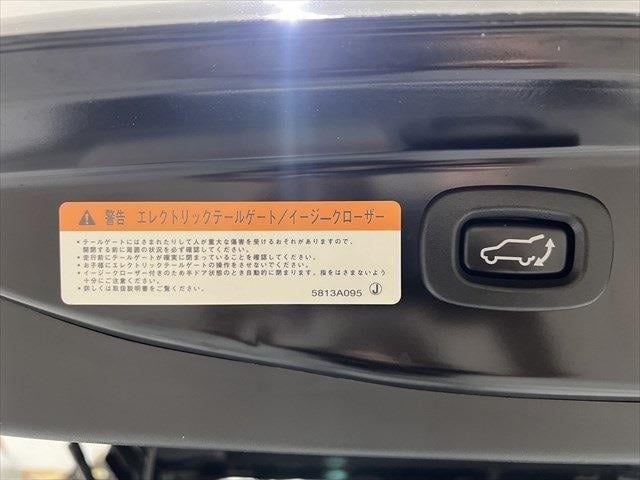 警告 エレクトリックテールゲート／イージークローザー
*テールゲートにはさまれたりして人が重大な傷害を受けるおそれがありますので、
開閉する前に周囲の状況を必ず確認してください。
*走行前にテールゲートが確実に閉まっていることを確認してください。
*お子様にエレクトリックテールゲートの操作をさせないでください。
*イージークローザー付きのため半ドア状態のとき自動的に閉まります。指をはさまないよう
十分にご注意ください。
*詳しくは取扱説明書をご覧ください。
5813A095 Ⓙ